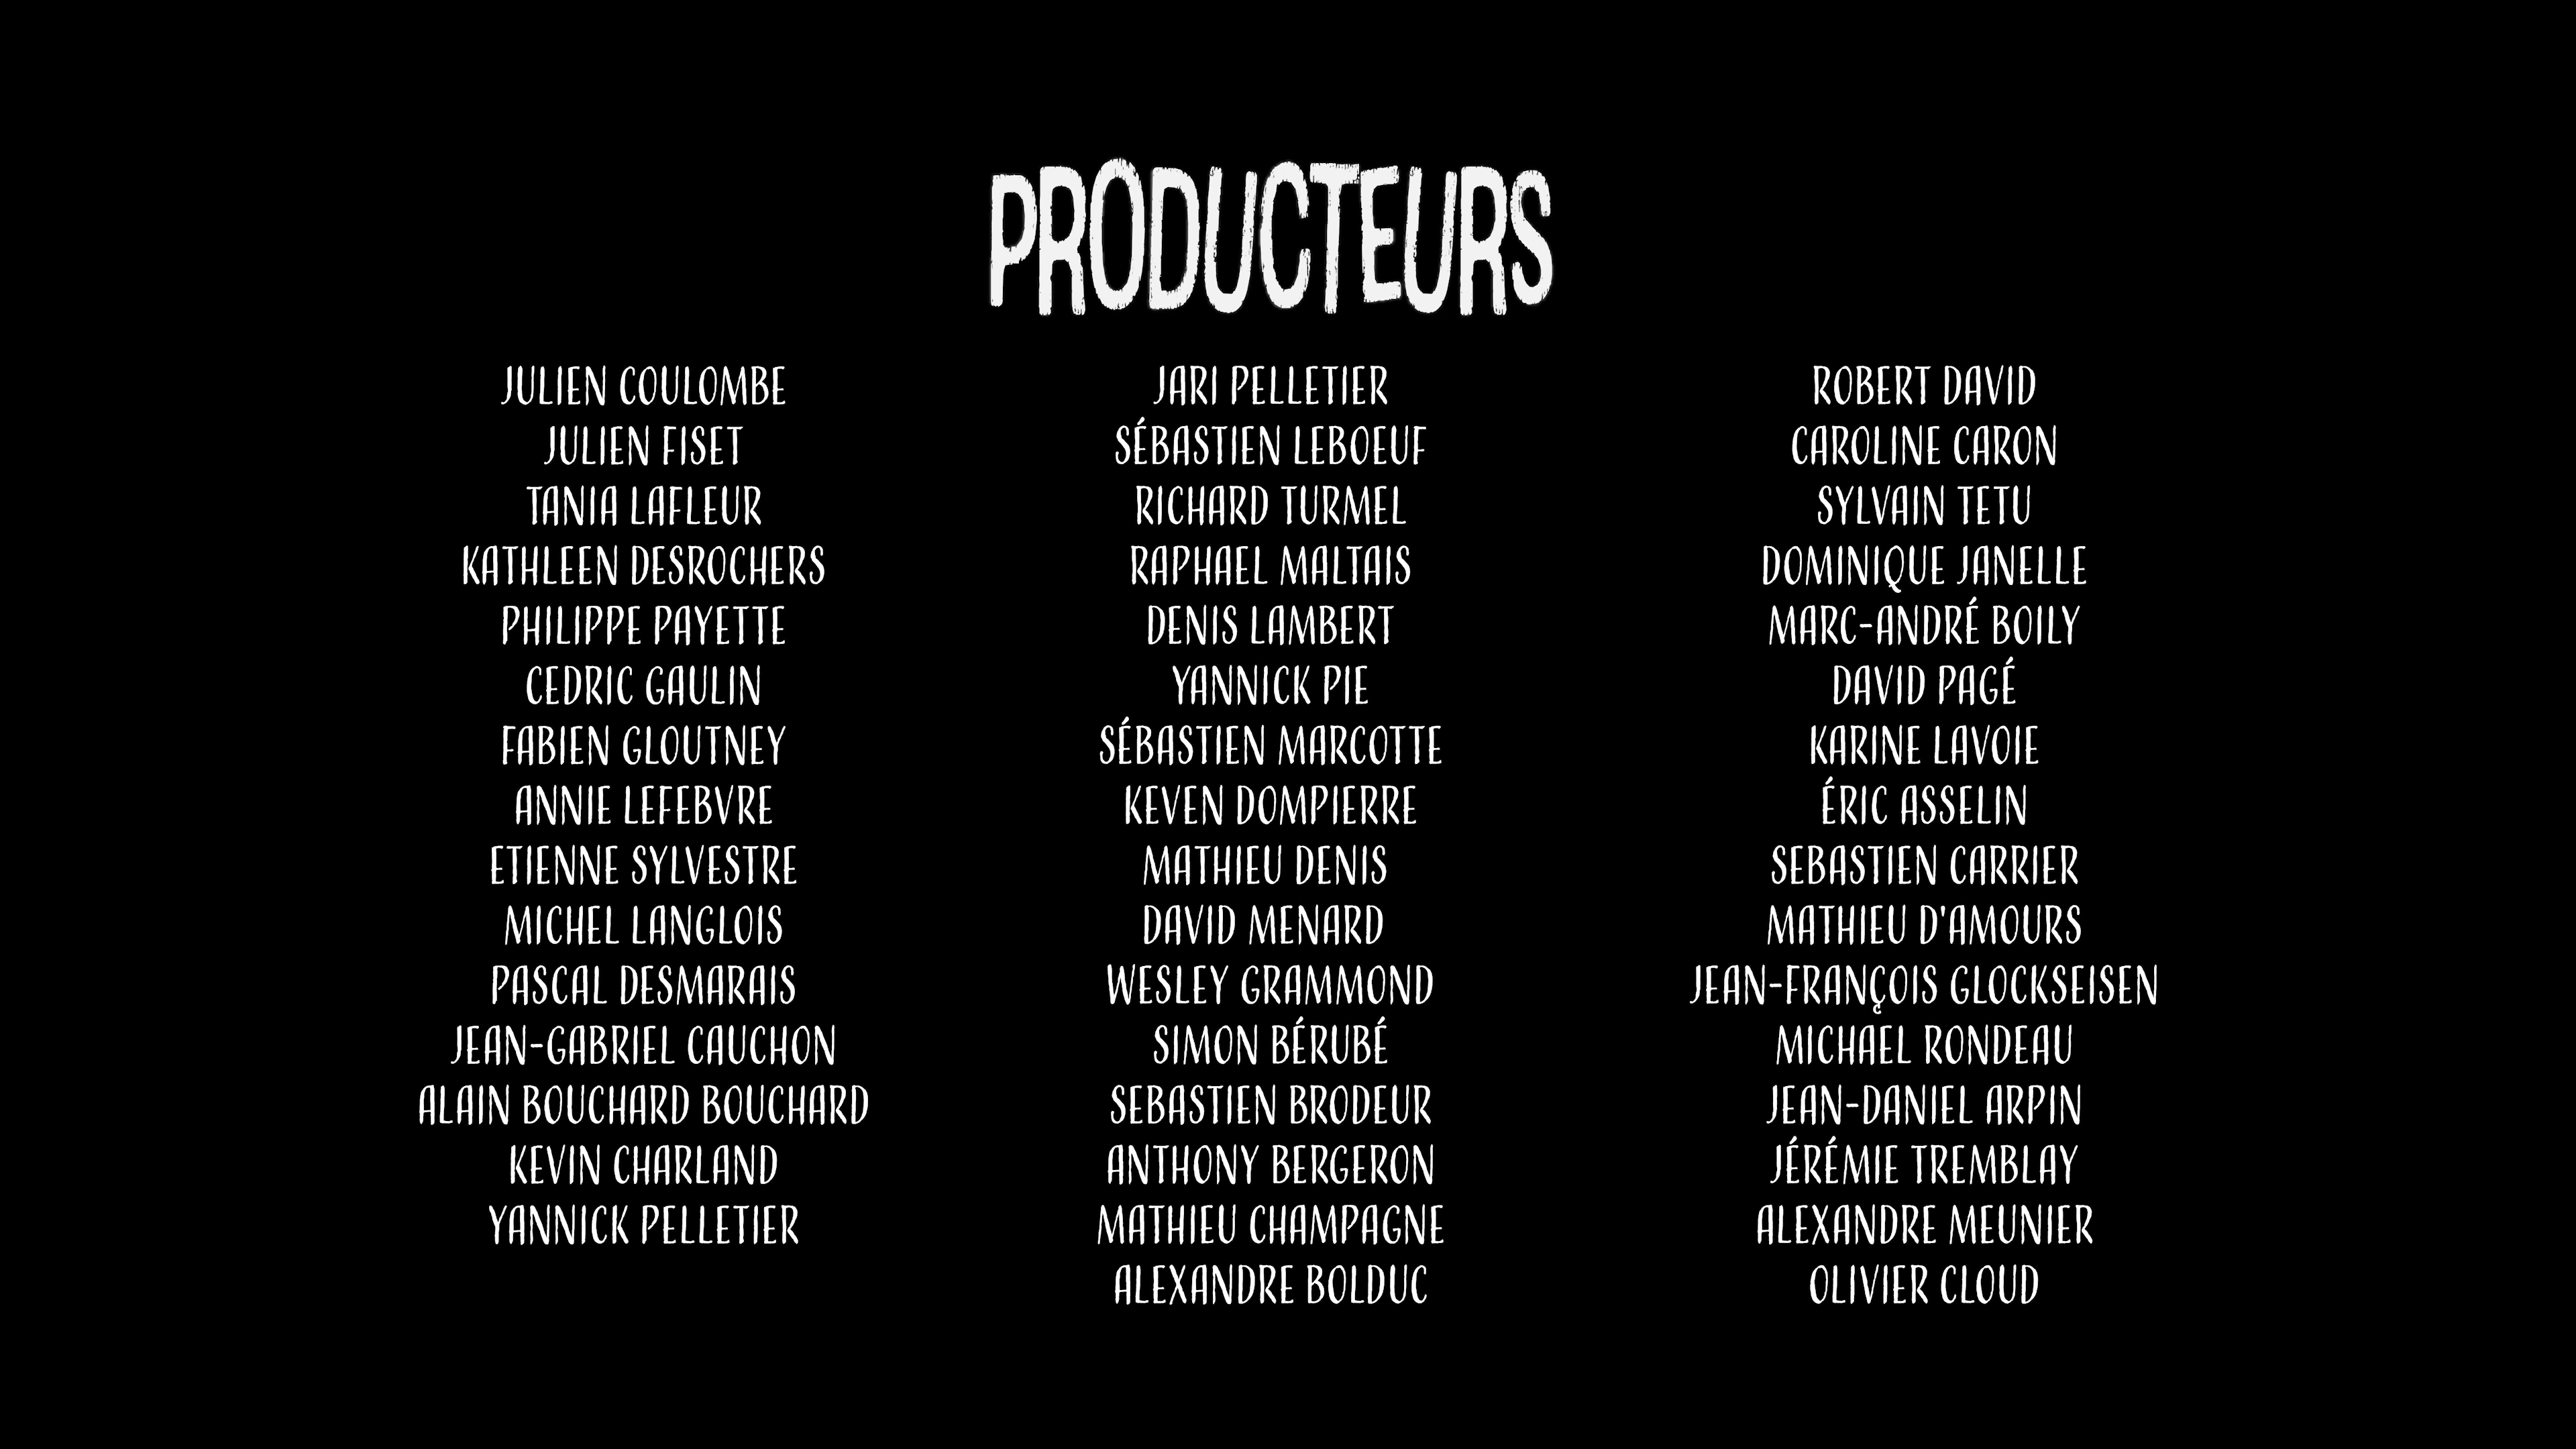 PRODUCTEURS
JULIEN COULOMBE
JULIEN FISET
TANIA LAFLEUR
KATHLEEN DESROCHERS
PHILIPPE PAYETTE
CEDRIC GAULIN
FABIEN GLOUTNEY
ANNIE LEFEBVRE
ETIENNE SYLVESTRE
MICHEL LANGLOIS
PASCAL DESMARAIS
JEAN-GABRIEL CAUCHON
ALAIN BOUCHARD BOUCHARD
KEVIN CHARLAND
YANNICK PELLETIER
JARI PELLETIER
SÉBASTIEN LEBOEUF
RICHARD TURMEL
RAPHAEL MALTAIS
DENIS LAMBERT
YANNICK PIE
SÉBASTIEN MARCOTTE
KEVEN DOMPIERRE
MATHIEU DENIS
DAVID MENARD
WESLEY GRAMMOND
SIMON BÉRUBÉ
SEBASTIEN BRODEUR
ANTHONY BERGERON
MATHIEU CHAMPAGNE
ALEXANDRE BOLDUC
ROBERT DAVID
CAROLINE CARON
SYLVAIN TETU
DOMINIQUE JANELLE
MARC-ANDRÉ BOILY
DAVID PAGÉ
KARINE LAVOIE
ÉRIC ASSELIN
SEBASTIEN CARRIER
MATHIEU D'AMOURS
JEAN-FRANÇOIS GLOCKSEISEN
MICHAEL RONDEAU
JEAN-DANIEL ARPIN
JÉRÉMIE TREMBLAY
ALEXANDRE MEUNIER
OLIVIER CLOUD